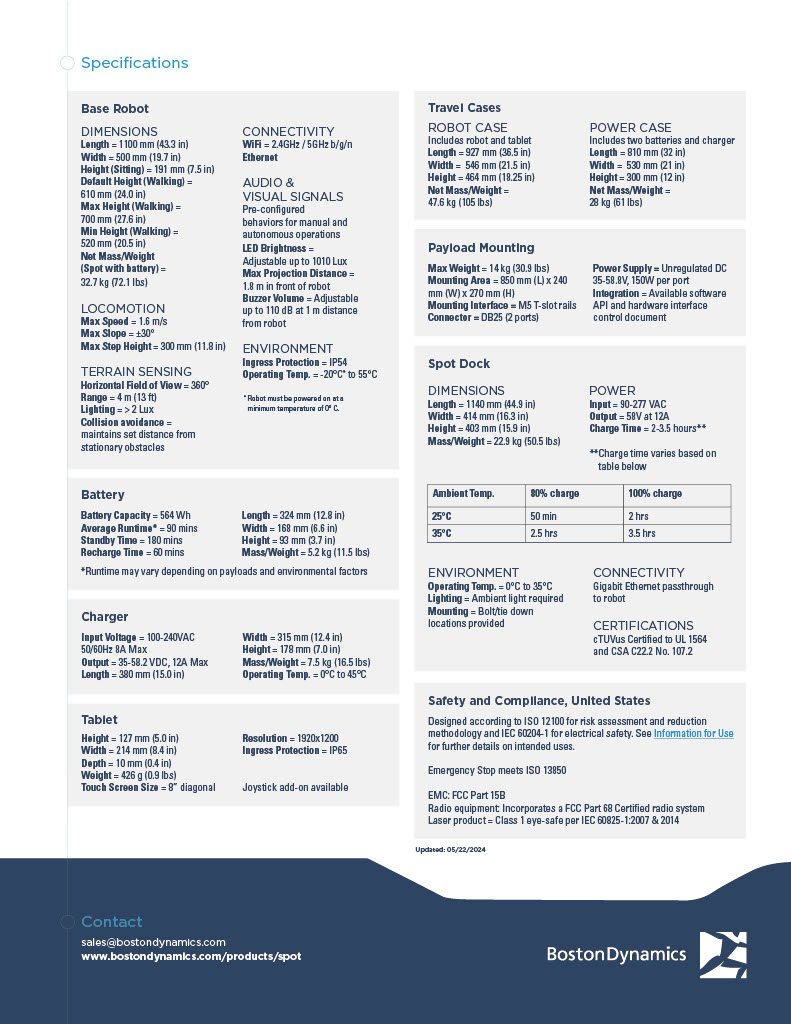 Specifications
Base Robot
DIMENSIONS
Length = 1100 mm (43.3 in)
Width = 500 mm (19.7 in)
Height (Sitting) = 191 mm (7.5 in)
Default Height (Walking) =
610 mm (24.0 in)
Max Height (Walking) =
700 mm (27.6 in)
Min Height (Walking) =
520 mm (20.5 in)
Net Mass/Weight
(Spot with battery) =
32.7 kg (72.1 lbs)
LOCOMOTION
Max Speed = 1.6 m/s
Max Slope = ±30º
Max Step Height = 300 mm (11.8 in)
TERRAIN SENSING
Horizontal Field of View = 360º
Range = 4 m (13 ft)
Lighting = > 2 Lux
Collision avoidance =
maintains set distance from
stationary obstacles
CONNECTIVITY
WiFi = 2.4GHz / 5GHz b/g/n
Ethernet
AUDIO &
VISUAL SIGNALS
Pre-configured
behaviors for manual and
autonomous operations
LED Brightness =
Adjustable up to 1010 Lux
Max Projection Distance =
1.8 m in front of robot
Buzzer Volume = Adjustable
up to 110 dB at 1 m distance
from robot
ENVIRONMENT
Ingress Protection = IP54
Operating Temp. = -20ºC* to 55ºC
*Robot must be powered on at a
minimum temperature of 0º C.
Battery
Battery Capacity = 564 Wh
Average Runtime* = 90 mins
Standby Time = 180 mins
Recharge Time = 60 mins
Length = 324 mm (12.8 in)
Width = 168 mm (6.6 in)
Height = 93 mm (3.7 in)
Mass/Weight = 5.2 kg (11.5 lbs)
*Runtime may vary depending on payloads and environmental factors
Charger
Input Voltage = 100-240VAC
50/60Hz 8A Max
Output = 35-58.2 VDC, 12A Max
Length = 380 mm (15.0 in)
Width = 315 mm (12.4 in)
Height = 178 mm (7.0 in)
Mass/Weight = 7.5 kg (16.5 lbs)
Operating Temp. = 0ºC to 45ºC
Tablet
Height = 127 mm (5.0 in)
Width = 214 mm (8.4 in)
Depth = 10 mm (0.4 in)
Weight = 426 g (0.9 lbs)
Touch Screen Size = 8” diagonal
Resolution = 1920x1200
Ingress Protection = IP65
Joystick add-on available
Travel Cases
ROBOT CASE
Includes robot and tablet
Length = 927 mm (36.5 in)
Width = 546 mm (21.5 in)
Height = 464 mm (18.25 in)
Net Mass/Weight =
47.6 kg (105 lbs)
POWER CASE
Includes two batteries and charger
Length = 810 mm (32 in)
Width = 530 mm (21 in)
Height = 300 mm (12 in)
Net Mass/Weight =
28 kg (61 lbs)
Payload Mounting
Max Weight = 14 kg (30.9 lbs)
Mounting Area = 850 mm (L) x 240
mm (W) x 270 mm (H)
Mounting Interface = M5 T-slot rails
Connector = DB25 (2 ports)
Power Supply = Unregulated DC
35-58.8V, 150W per port
Integration = Available software
API and hardware interface
control document
Spot Dock
DIMENSIONS
Length = 1140 mm (44.9 in)
Width = 414 mm (16.3 in)
Height = 403 mm (15.9 in)
Mass/Weight = 22.9 kg (50.5 lbs)
POWER
Input = 90-277 VAC
Output = 58V at 12A
Charge Time = 2-3.5 hours**
**Charge time varies based on
table below
Ambient Temp. 80% charge 100% charge
25ºC 50 min 2 hrs
35ºC 2.5 hrs 3.5 hrs
ENVIRONMENT
Operating Temp. = 0ºC to 35ºC
Lighting = Ambient light required
Mounting = Bolt/tie down
locations provided
CONNECTIVITY
Gigabit Ethernet passthrough
to robot
CERTIFICATIONS
cTUVus Certified to UL 1564
and CSA C22.2 No. 107.2
Safety and Compliance, United States
Designed according to ISO 12100 for risk assessment and reduction
methodology and IEC 60204-1 for electrical safety. See Information for Use
for further details on intended uses.
Emergency Stop meets ISO 13850
EMC: FCC Part 15B
Radio equipment: Incorporates a FCC Part 68 Certified radio system
Laser product = Class 1 eye-safe per IEC 60825-1:2007 & 2014
Updated: 05/22/2024
Contact
sales@bostondynamics.com
www.bostondynamics.com/products/spot
BostonDynamics